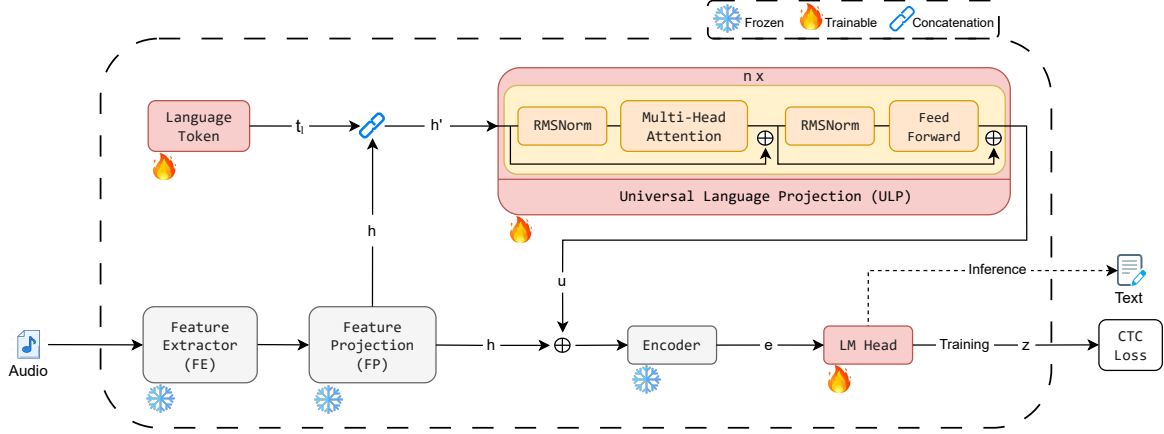 Frozen
Trainable
Concatenation
n x
Language
Token
tₗ
h'
RMSNorm
Multi-Head
Attention
RMSNorm
Feed
Forward
Universal Language Projection (ULP)
h
u
Inference
Text
Audio
Feature
Extractor
(FE)
Feature
Projection
(FP)
h
Encoder
e
LM Head
Training
z
CTC
Loss